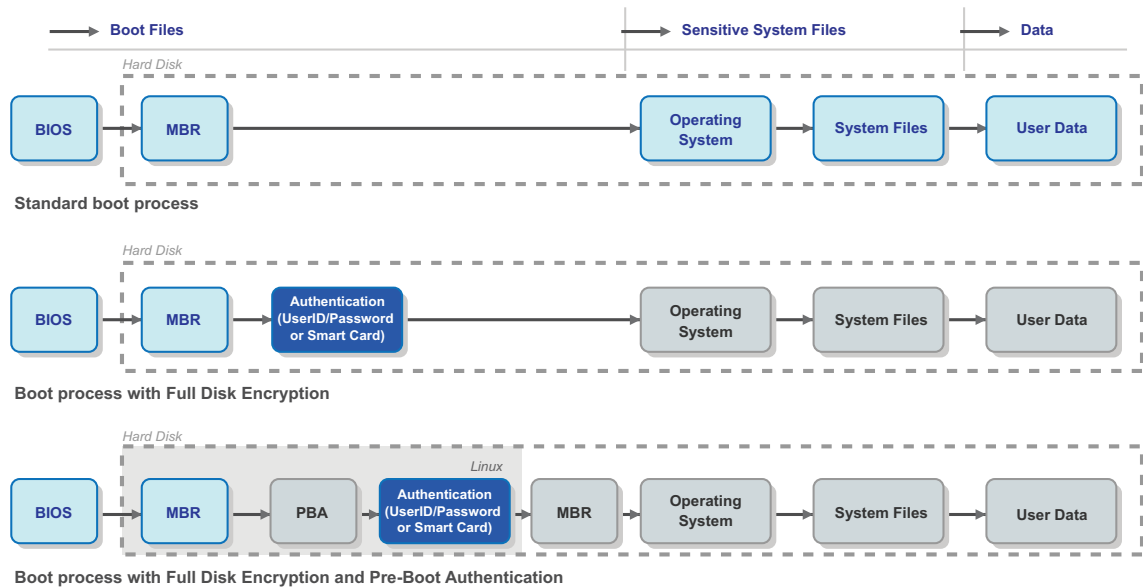 Boot Files
Sensitive System Files
Data
Hard Disk
BIOS
MBR
Operating
System
System Files
User Data
Standard boot process
Hard Disk
BIOS
MBR
Authentication
(UserID/Password
or Smart Card)
Operating
System
System Files
User Data
Boot process with Full Disk Encryption
Hard Disk
Linux
BIOS
MBR
PBA
Authentication
(UserID/Password
or Smart Card)
MBR
Operating
System
System Files
User Data
Boot process with Full Disk Encryption and Pre-Boot Authentication